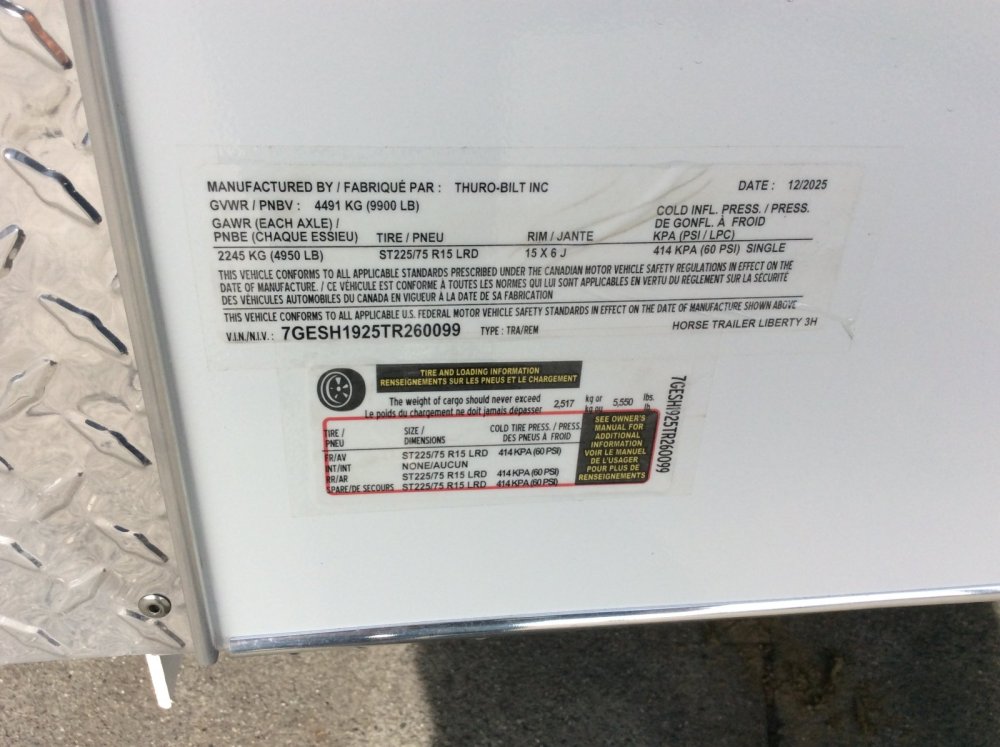 MANUFACTURED BY / FABRIQUÉ PAR : THURO-BILT INC DATE : 12/2025
GVWR / PNBV : 4491 KG (9900 LB)
GAWR (EACH AXLE) / COLD INFL. PRESS. / PRESS.
DE GONFL. À FROID
PNBE (CHAQUE ESSIEU) TIRE / PNEU RIM / JANTE KPA (PSI / LPC)
2245 KG (4950 LB) ST225/75 R15 LRD 15 X 6 J 414 KPA (60 PSI) SINGLE
THIS VEHICLE CONFORMS TO ALL APPLICABLE STANDARDS PRESCRIBED UNDER THE CANADIAN MOTOR VEHICLE SAFETY REGULATIONS IN EFFECT ON THE
DATE OF MANUFACTURE. / CE VÉHICULE EST CONFORME À TOUTES LES NORMES QUI LUI SONT APPLICABLES EN VERTU DU RÈGLEMENT SUR LA SÉCURITÉ
DES VÉHICULES AUTOMOBILES DU CANADA EN VIGUEUR À LA DATE DE SA FABRICATION
THIS VEHICLE CONFORMS TO ALL APPLICABLE U.S. FEDERAL MOTOR VEHICLE SAFETY STANDARDS IN EFFECT ON THE DATE OF MANUFACTURE SHOWN ABOVE
V.I.N./N.I.V. : 7GESH1925TR260099 TYPE : TRA/REM HORSE TRAILER LIBERTY 3H
TIRE AND LOADING INFORMATION
RENSEIGNEMENTS SUR LES PNEUS ET LE CHARGEMENT
The weight of cargo should never exceed 2,517 kg or 5,550 lbs.
Le poids du chargement ne doit jamais dépasser kg ou lb.
TIRE / SIZE / COLD TIRE PRESS. / PRESS.
PNEU DIMENSIONS DES PNEUS À FROID
FR/AV ST225/75 R15 LRD 414 KPA (60 PSI)
INT/INT NONE/AUCUN
RR/AR ST225/75 R15 LRD 414 KPA (60 PSI)
SPARE/DE SECOURS ST225/75 R15 LRD 414 KPA (60 PSI)
SEE OWNER'S
MANUAL FOR
ADDITIONAL
INFORMATION
VOIR LE MANUEL
DE L'USAGER
POUR PLUS DE
RENSEIGNEMENTS
7GESH1925TR260099